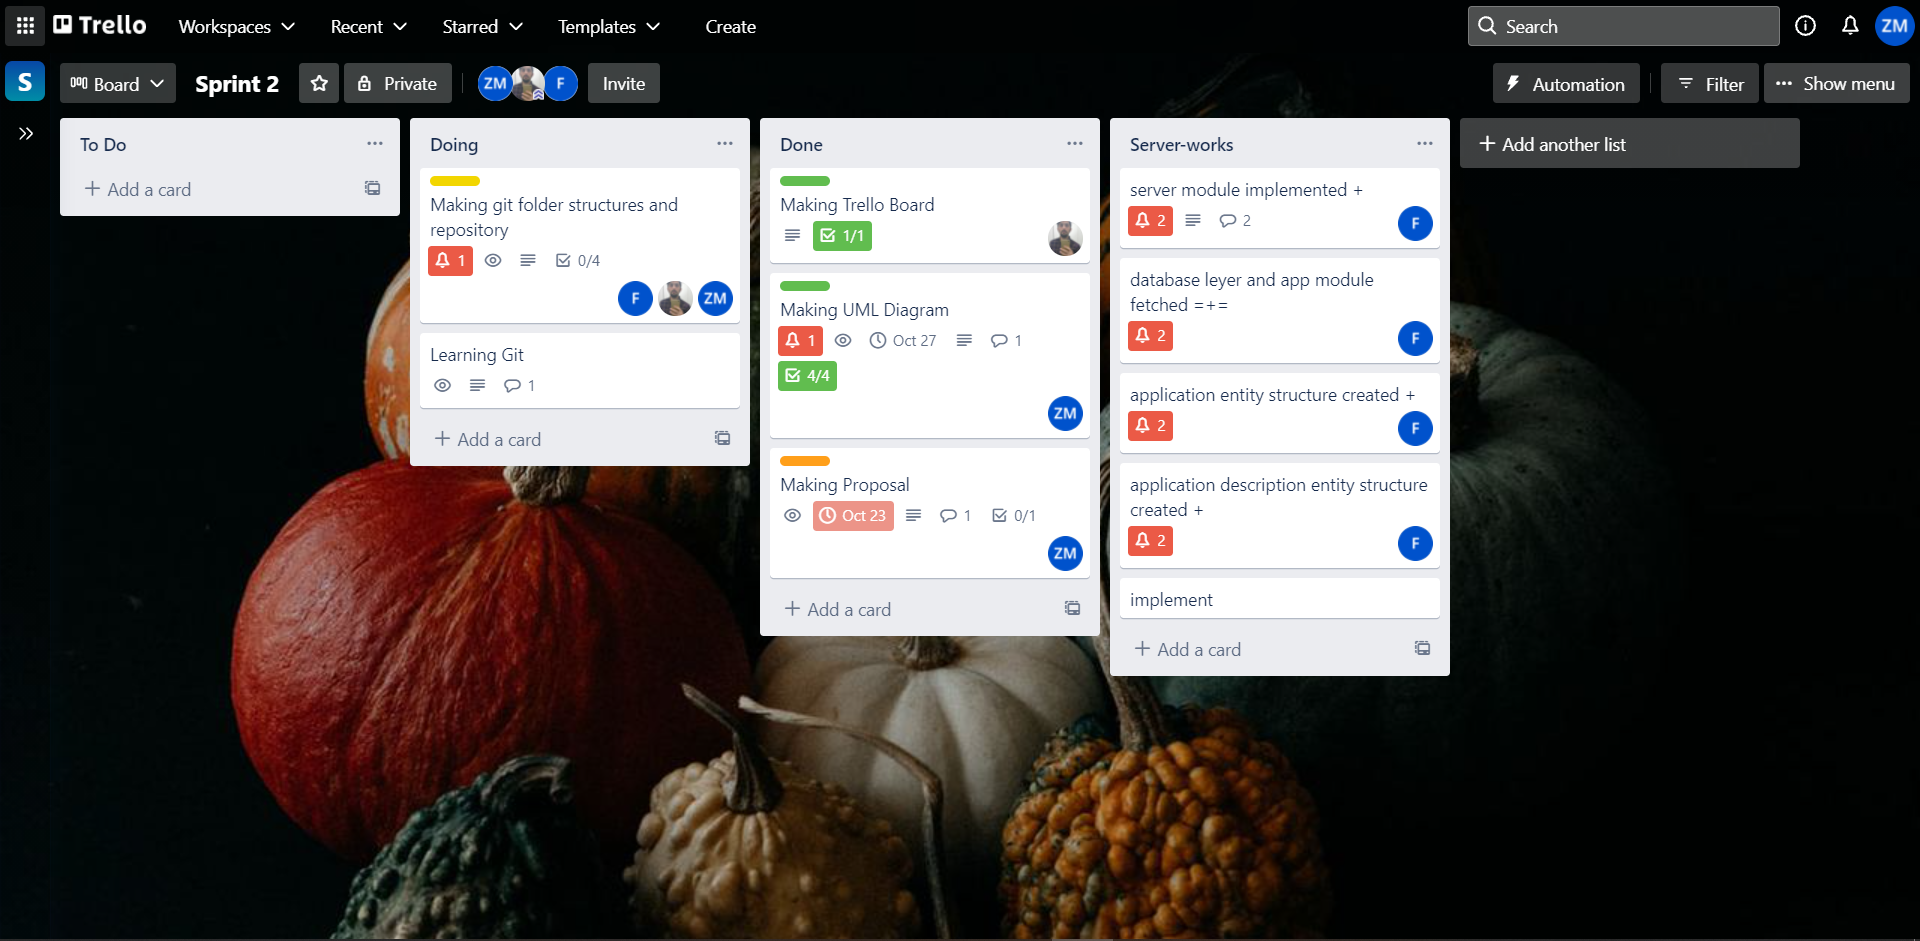 Trello Workspaces Recent Starred Templates Create Search ZM
S Board Sprint 2 Private ZM F Invite Automation Filter Show menu
To Do
Add a card
Doing
Making git folder structures and
repository
1 0/4
F ZM
Learning Git
1
Add a card
Done
Making Trello Board
1/1
Making UML Diagram
1 Oct 27 1
4/4
ZM
Making Proposal
Oct 23 1 0/1
ZM
Add a card
Server-works
server module implemented +
2 2 F
database leyer and app module
fetched =+=
2 F
application entity structure created +
2 F
application description entity structure
created +
2 F
implement
Add a card
Add another list